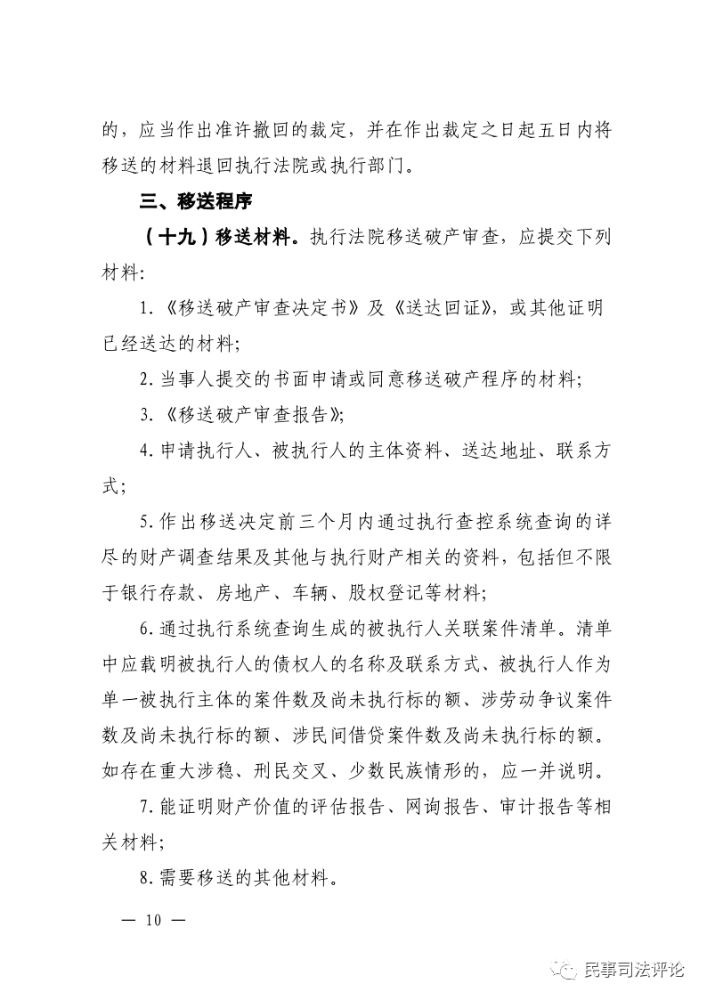 的，应当作出准许撤回的裁定，并在作出裁定之日起五日内将
移送的材料退回执行法院或执行部门。
三、移送程序
（十九）移送材料。执行法院移送破产审查，应提交下列
材料：
1.《移送破产审查决定书》及《送达回证》，或其他证明
已经送达的材料；
2.当事人提交的书面申请或同意移送破产程序的材料；
3.《移送破产审查报告》；
4.申请执行人、被执行人的主体资料、送达地址、联系方
式；
5.作出移送决定前三个月内通过执行查控系统查询的详
尽的财产调查结果及其他与执行财产相关的资料，包括但不限
于银行存款、房地产、车辆、股权登记等材料；
6.通过执行系统查询生成的被执行人关联案件清单。清单
中应载明被执行人的债权人的名称及联系方式、被执行人作为
单一被执行主体的案件数及尚未执行标的额、涉劳动争议案件
数及尚未执行标的额、涉民间借贷案件数及尚未执行标的额。
如存在重大涉稳、刑民交叉、少数民族情形的，应一并说明。
7.能证明财产价值的评估报告、网询报告、审计报告等相
关材料；
8.需要移送的其他材料。
— 10 —
民事司法评论